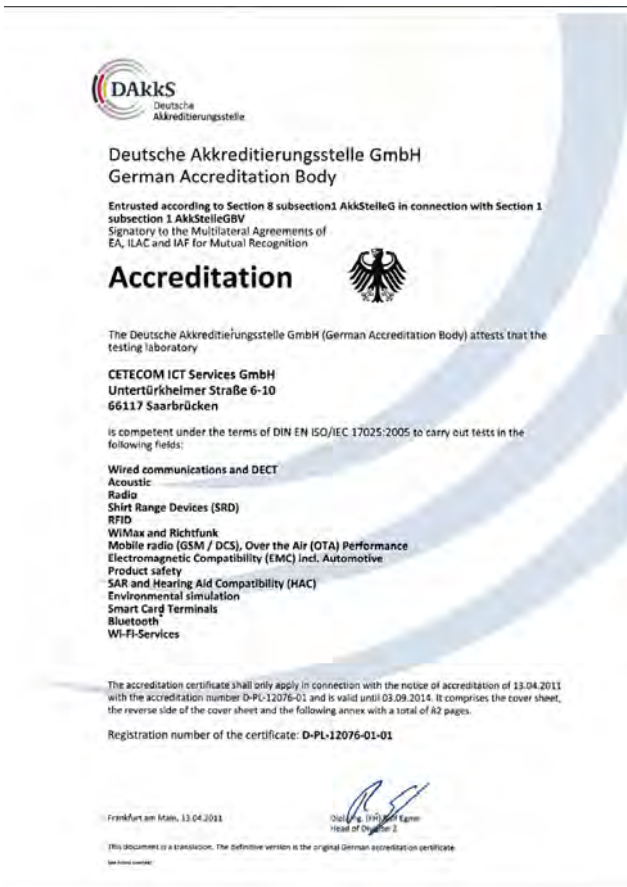 DAkkS
Deutsche
Akkreditierungsstelle
Deutsche Akkreditierungsstelle GmbH
German Accreditation Body
Entrusted according to Section 8 subsection1 AkkStelleG in connection with Section 1
subsection 1 AkkStelleGBV
Signatory to the Multilateral Agreements of
EA, ILAC and IAF for Mutual Recognition
Accreditation
The Deutsche Akkreditierungsstelle GmbH (German Accreditation Body) attests that the
testing laboratory
CETECOM ICT Services GmbH
Untertürkheimer Straße 6-10
66117 Saarbrücken
is competent under the terms of DIN EN ISO/IEC 17025:2005 to carry out tests in the
following fields:
Wired communications and DECT
Acoustic
Radio
Shirt Range Devices (SRD)
RFID
WiMax and Richtfunk
Mobile radio (GSM / DCS), Over the Air (OTA) Performance
Electromagnetic Compatibility (EMC) incl. Automotive
Product safety
SAR and Hearing Aid Compatibility (HAC)
Environmental simulation
Smart Card Terminals
Bluetooth
Wi-Fi-Services
The accreditation certificate shall only apply in connection with the notice of accreditation of 13.04.2011
with the accreditation number D-PL-12076-01 and is valid until 03.09.2014. It comprises the cover sheet,
the reverse side of the cover sheet and the following annex with a total of 82 pages.
Registration number of the certificate: D-PL-12076-01-01
Frankfurt am Main, 13.04.2011
(FH) Egner
Head of Division 2
This document is a translation. The definitive version is the original German accreditation certificate